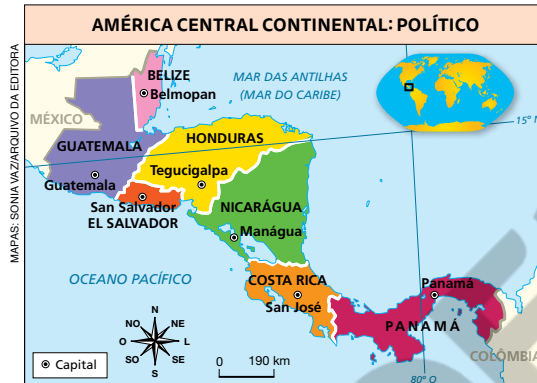 AMÉRICA CENTRAL CONTINENTAL: POLÍTICO
MAPAS: SONIA VAZ/ARQUIVO DA EDITORA
BELIZE
Belmopan
MAR DAS ANTILHAS
(MAR DO CARIBE)
MÉXICO
15° N
HONDURAS
GUATEMALA
Tegucigalpa
Guatemala
San Salvador
EL SALVADOR
NICARÁGUA
Manágua
OCEANO PACÍFICO
COSTA RICA
San José
Panamá
PANAMÁ
COLÔMBIA
N
NO
NE
O
L
SO
SE
S
Capital
0 190 km
80° O